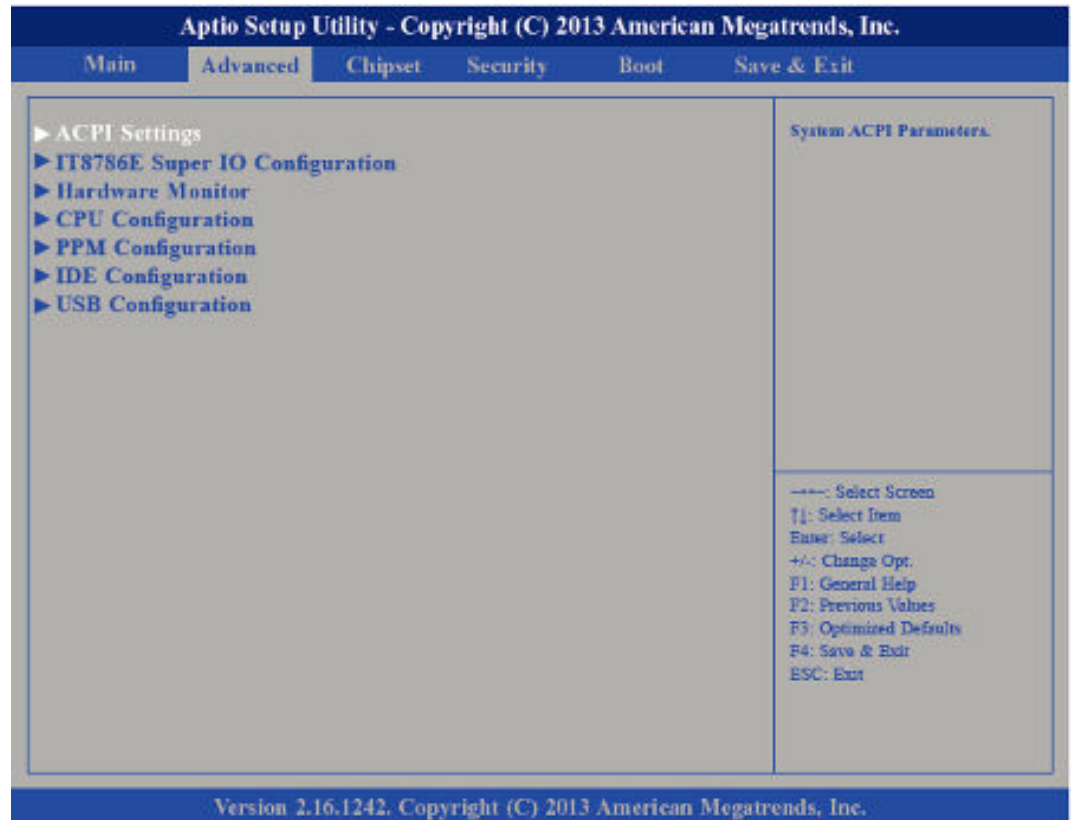 Aptio Setup Utility - Copyright (C) 2013 American Megatrends, Inc.
Main Advanced Chipset Security Boot Save & Exit
▶ ACPI Settings
▶ IT8786E Super IO Configuration
▶ Hardware Monitor
▶ CPU Configuration
▶ PPM Configuration
▶ IDE Configuration
▶ USB Configuration
System ACPI Parameters.
→←: Select Screen
↑↓: Select Item
Enter: Select
+/-: Change Opt.
F1: General Help
F2: Previous Values
F3: Optimized Defaults
F4: Save & Exit
ESC: Exit
Version 2.16.1242. Copyright (C) 2013 American Megatrends, Inc.